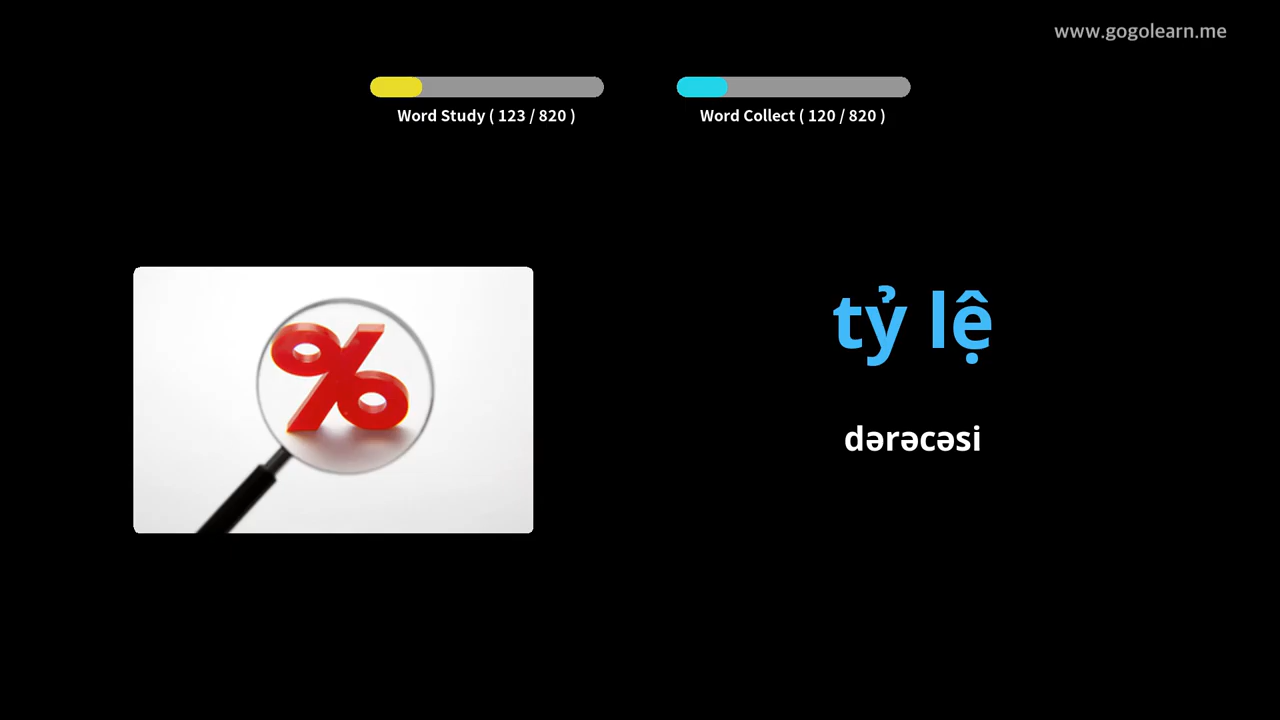 www.gogolearn.me
Word Study ( 123 / 820 )
Word Collect ( 120 / 820 )
%
tỷ lệ
dərəcəsi